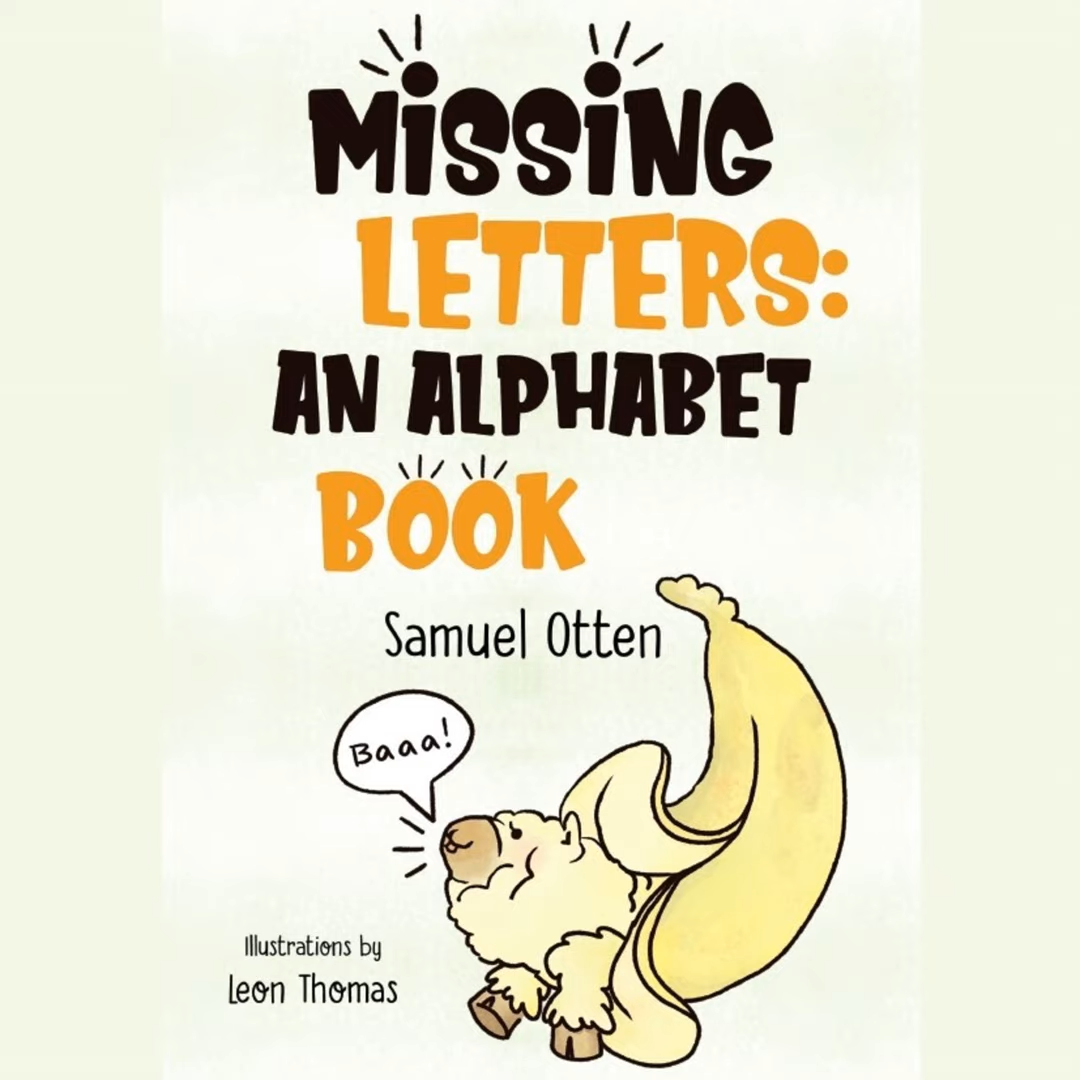 MiSSiNG
LETTERS:
AN ALPHABET
BOOK
Samuel Otten
Baaa!
Illustrations by
Leon Thomas